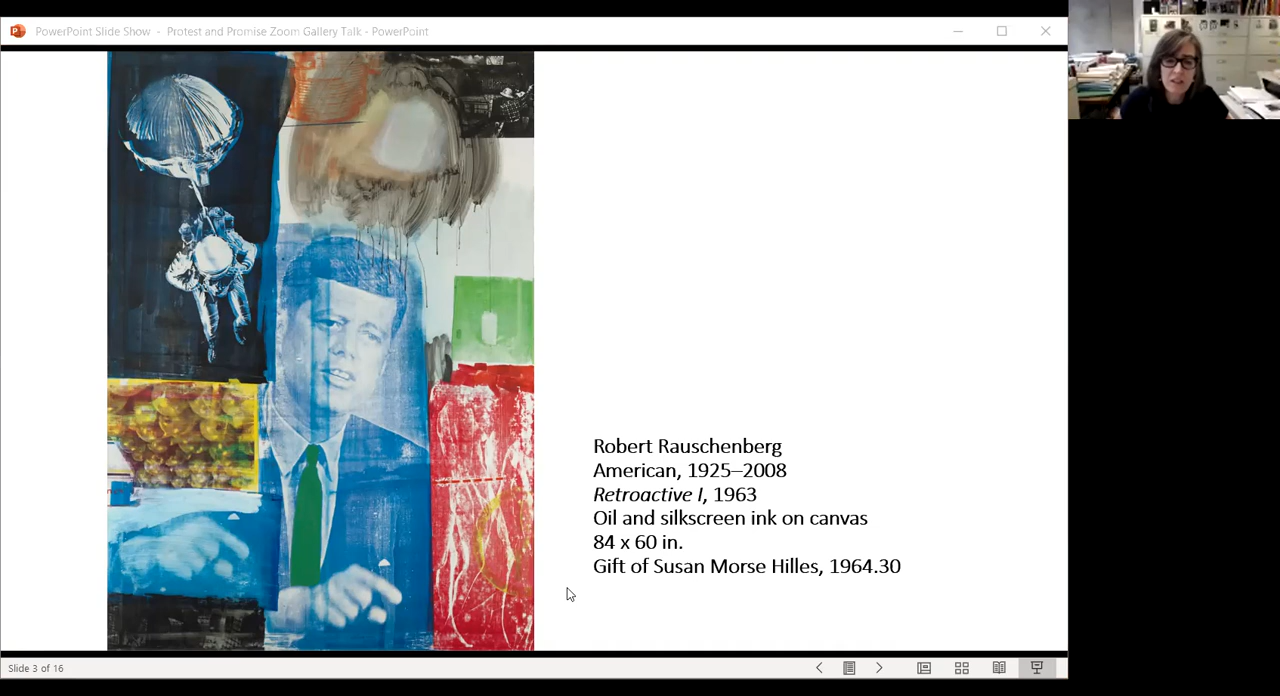 PowerPoint Slide Show - Protest and Promise Zoom Gallery Talk - PowerPoint
Robert Rauschenberg
American, 1925–2008
Retroactive I, 1963
Oil and silkscreen ink on canvas
84 x 60 in.
Gift of Susan Morse Hilles, 1964.30
Slide 3 of 16